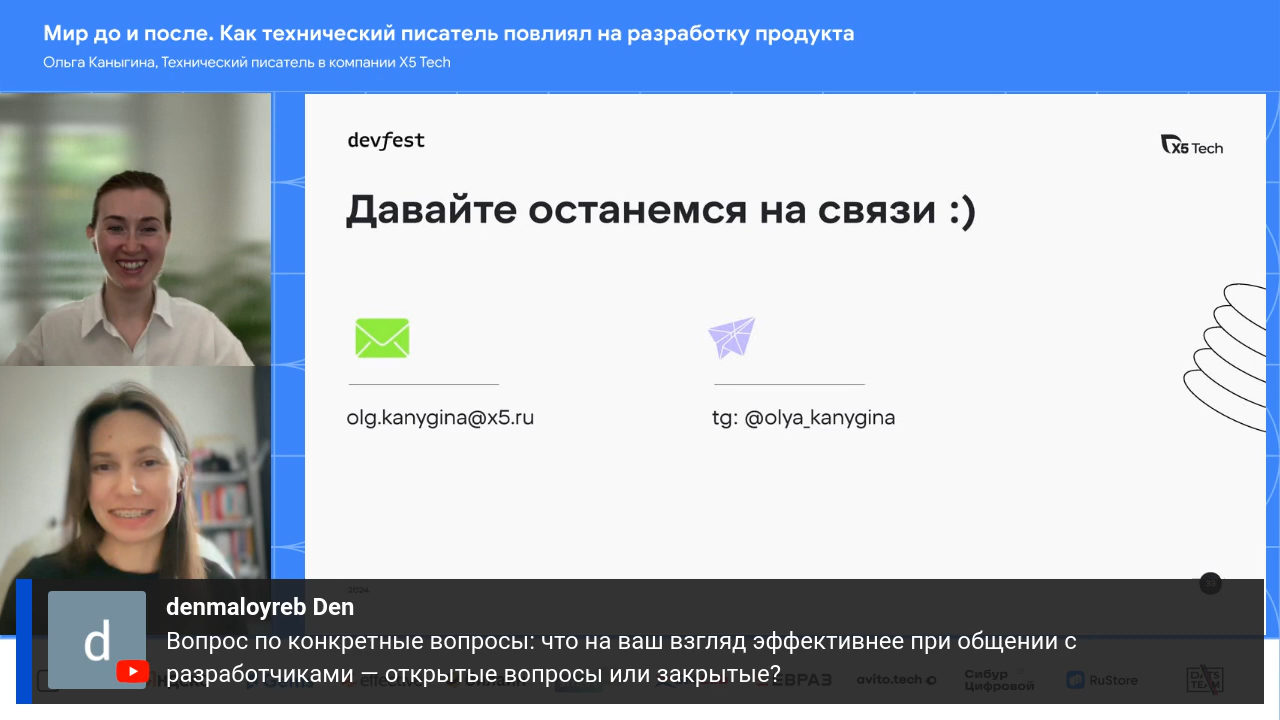 Мир до и после. Как технический писатель повлиял на разработку продукта
Ольга Каныгина, Технический писатель в компании X5 Tech
devfest
X5 Tech
Давайте останемся на связи :)
olg.kanygina@x5.ru
tg: @olya_kanygina
2024
denmaloyreb Den
d
Вопрос по конкретные вопросы: что на ваш взгляд эффективнее при общении с
разработчиками — открытые вопросы или закрытые?
ЕВРАЗ
avito.tech
Сибур
Цифровой
RuStore